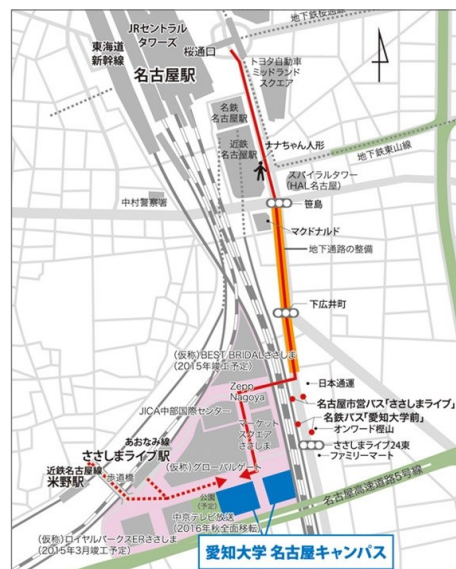 JRセントラル
タワーズ
桜通口
地下鉄桜通線
東海道
新幹線
名古屋駅
トヨタ自動車
ミッドランド
スクエア
名鉄
名古屋駅
近鉄
名古屋駅
ナナちゃん人形
地下鉄東山線
スパイラルタワー
(HAL名古屋)
中村警察署
笹島
マクドナルド
地下通路の整備
下広井町
(仮称)BEST BRIDALささしま
(2015年竣工予定)
Zepp
Nagoya
日本通運
名古屋市営バス「ささしまライブ」
JICA中部国際センター
マーケット
スクエア
ささしま
名鉄バス「愛知大学前」
オンワード樫山
あおなみ線
ささしまライブ駅
ささしまライブ24東
ファミリーマート
近鉄名古屋線
米野駅
歩道橋
(仮称)グローバルゲート
名古屋高速道路5号線
公園
(予定)
中京テレビ放送
(2016年秋全面移転)
(仮称)ロイヤルパークスERささしま
(2015年3月竣工予定)
愛知大学 名古屋キャンパス